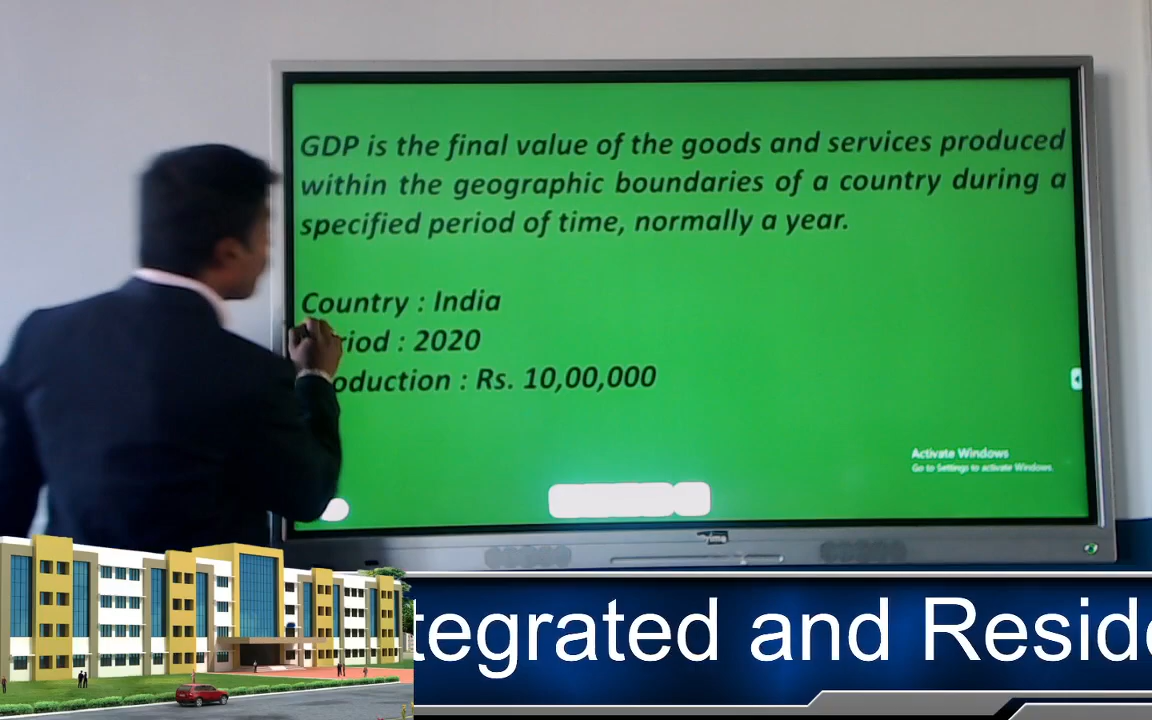 GDP is the final value of the goods and services produced
within the geographic boundaries of a country during a
specified period of time, normally a year.
Country : India
riod : 2020
oduction : Rs. 10,00,000
Activate Windows
Go to Settings to activate Windows.
Prime
tegrated and Reside